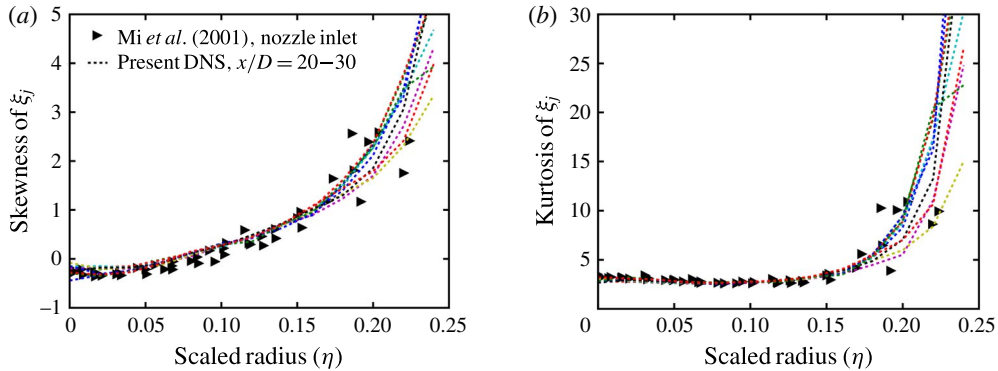 (a)
5
4
3
2
1
0
–1
Skewness of ξj
Mi et al. (2001), nozzle inlet
Present DNS, x/D = 20–30
0 0.05 0.10 0.15 0.20 0.25
Scaled radius (η)
(b)
30
25
20
15
10
5
Kurtosis of ξj
0 0.05 0.10 0.15 0.20 0.25
Scaled radius (η)